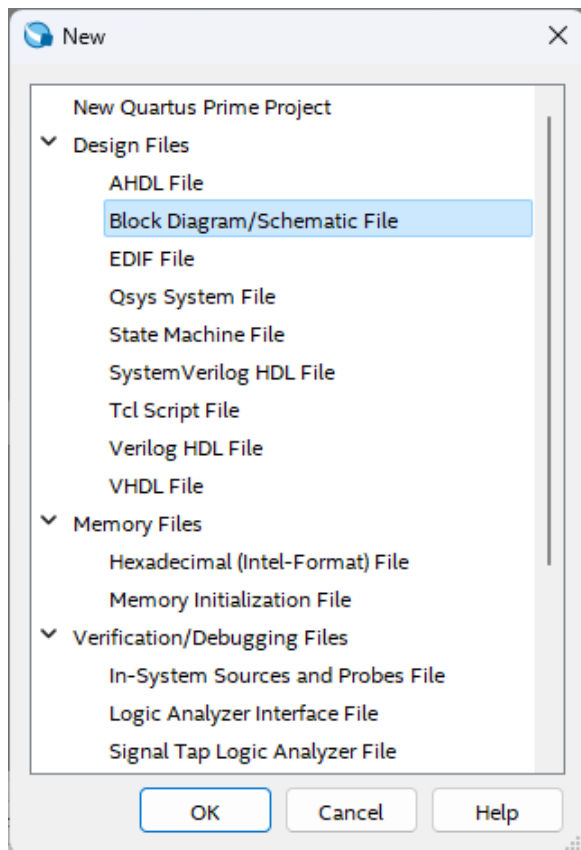 New
New Quartus Prime Project
Design Files
AHDL File
Block Diagram/Schematic File
EDIF File
Qsys System File
State Machine File
SystemVerilog HDL File
Tcl Script File
Verilog HDL File
VHDL File
Memory Files
Hexadecimal (Intel-Format) File
Memory Initialization File
Verification/Debugging Files
In-System Sources and Probes File
Logic Analyzer Interface File
Signal Tap Logic Analyzer File
OK Cancel Help